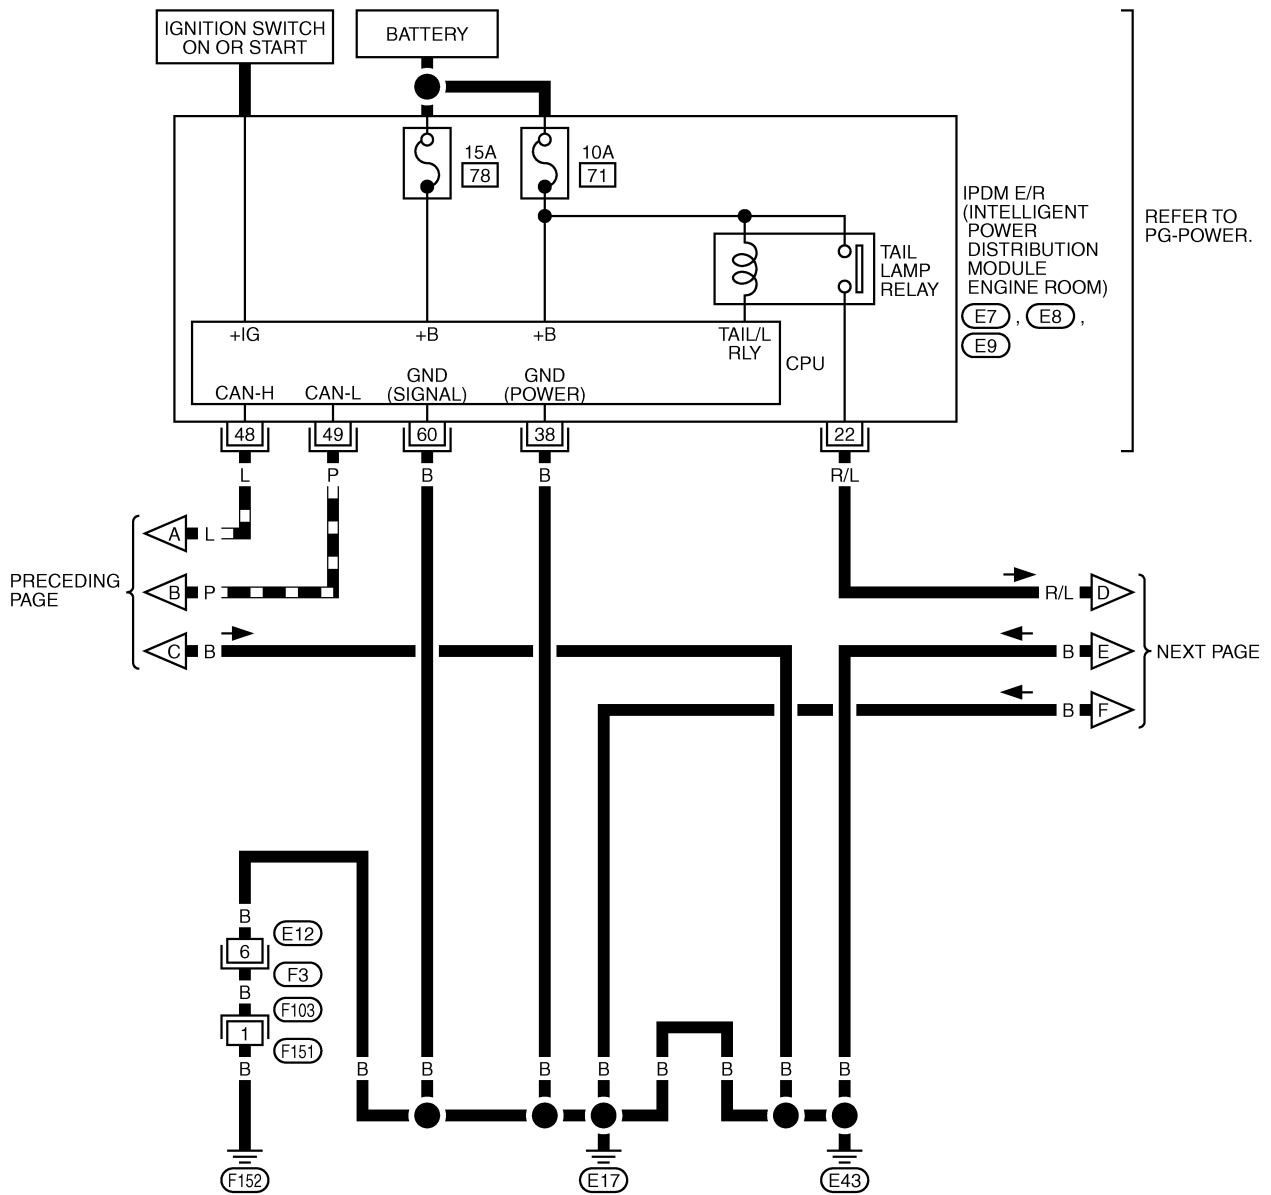 IGNITION SWITCH
ON OR START
BATTERY
15A
78
10A
71
IPDM E/R
(INTELLIGENT
POWER
DISTRIBUTION
MODULE
ENGINE ROOM)
E7 , E8 ,
E9
REFER TO
PG-POWER.
TAIL
LAMP
RELAY
+IG
+B
+B
TAIL/L
RLY
CPU
CAN-H
CAN-L
GND
(SIGNAL)
GND
(POWER)
48
49
60
38
22
L
P
B
B
R/L
A
L
PRECEDING
PAGE
B
P
C
B
R/L
D
B
E
NEXT PAGE
B
F
B
E12
6
F3
B
F103
1
F151
B
B
B
B
B
B
B
B
B
F152
E17
E43